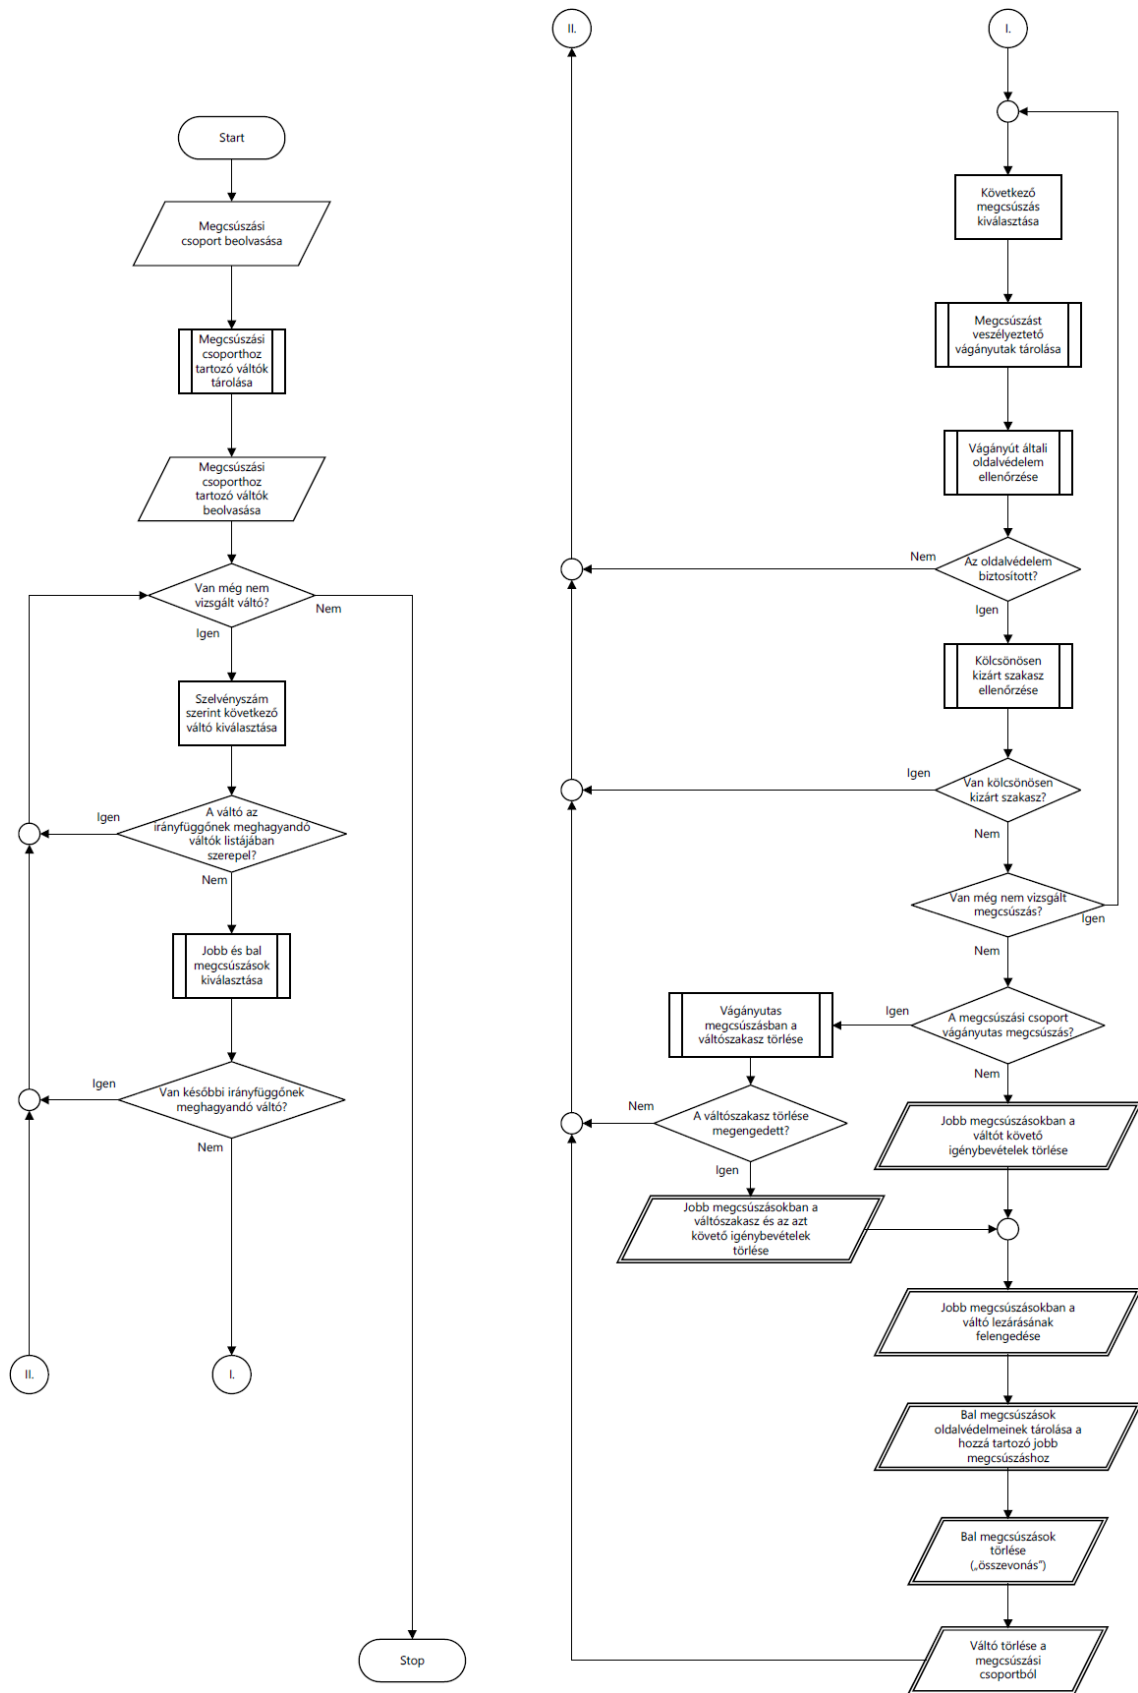 Start
Megcsúszási
csoport beolvasása
Megcsúszási
csoporthoz
tartozó váltók
tárolása
Megcsúszási
csoporthoz
tartozó váltók
beolvasása
Van még nem
vizsgált váltó?
Nem
Igen
Szelvényszám
szerint következő
váltó kiválasztása
A váltó az
irányfüggőnek meghagyandó
váltók listájában
szerepel?
Igen
Nem
Jobb és bal
megcsúszások
kiválasztása
Van későbbi irányfüggőnek
meghagyandó váltó?
Igen
Nem
II.
I.
Stop
II.
I.
Következő
megcsúszás
kiválasztása
Megcsúszást
veszélyeztető
vágányutak tárolása
Vágányút általi
oldalvédelem
ellenőrzése
Az oldalvédelem
biztosított?
Nem
Igen
Kölcsönösen
kizárt szakasz
ellenőrzése
Van kölcsönösen
kizárt szakasz?
Igen
Nem
Van még nem vizsgált
megcsúszás?
Igen
Nem
A megcsúszási csoport
vágányutas megcsúszás?
Igen
Nem
Vágányutas
megcsúszásban a
váltószakasz törlése
A váltószakasz törlése
megengedett?
Nem
Igen
Jobb megcsúszásokban a
váltószakasz és az azt
követő igénybevételek
törlése
Jobb megcsúszásokban a
váltót követő
igénybevételek törlése
Jobb megcsúszásokban a
váltó lezárásának
felengedése
Bal megcsúszások
oldalvédelmeinek tárolása a
hozzá tartozó jobb
megcsúszáshoz
Bal megcsúszások
törlése
(„összevonás")
Váltó törlése a
megcsúszási
csoportból